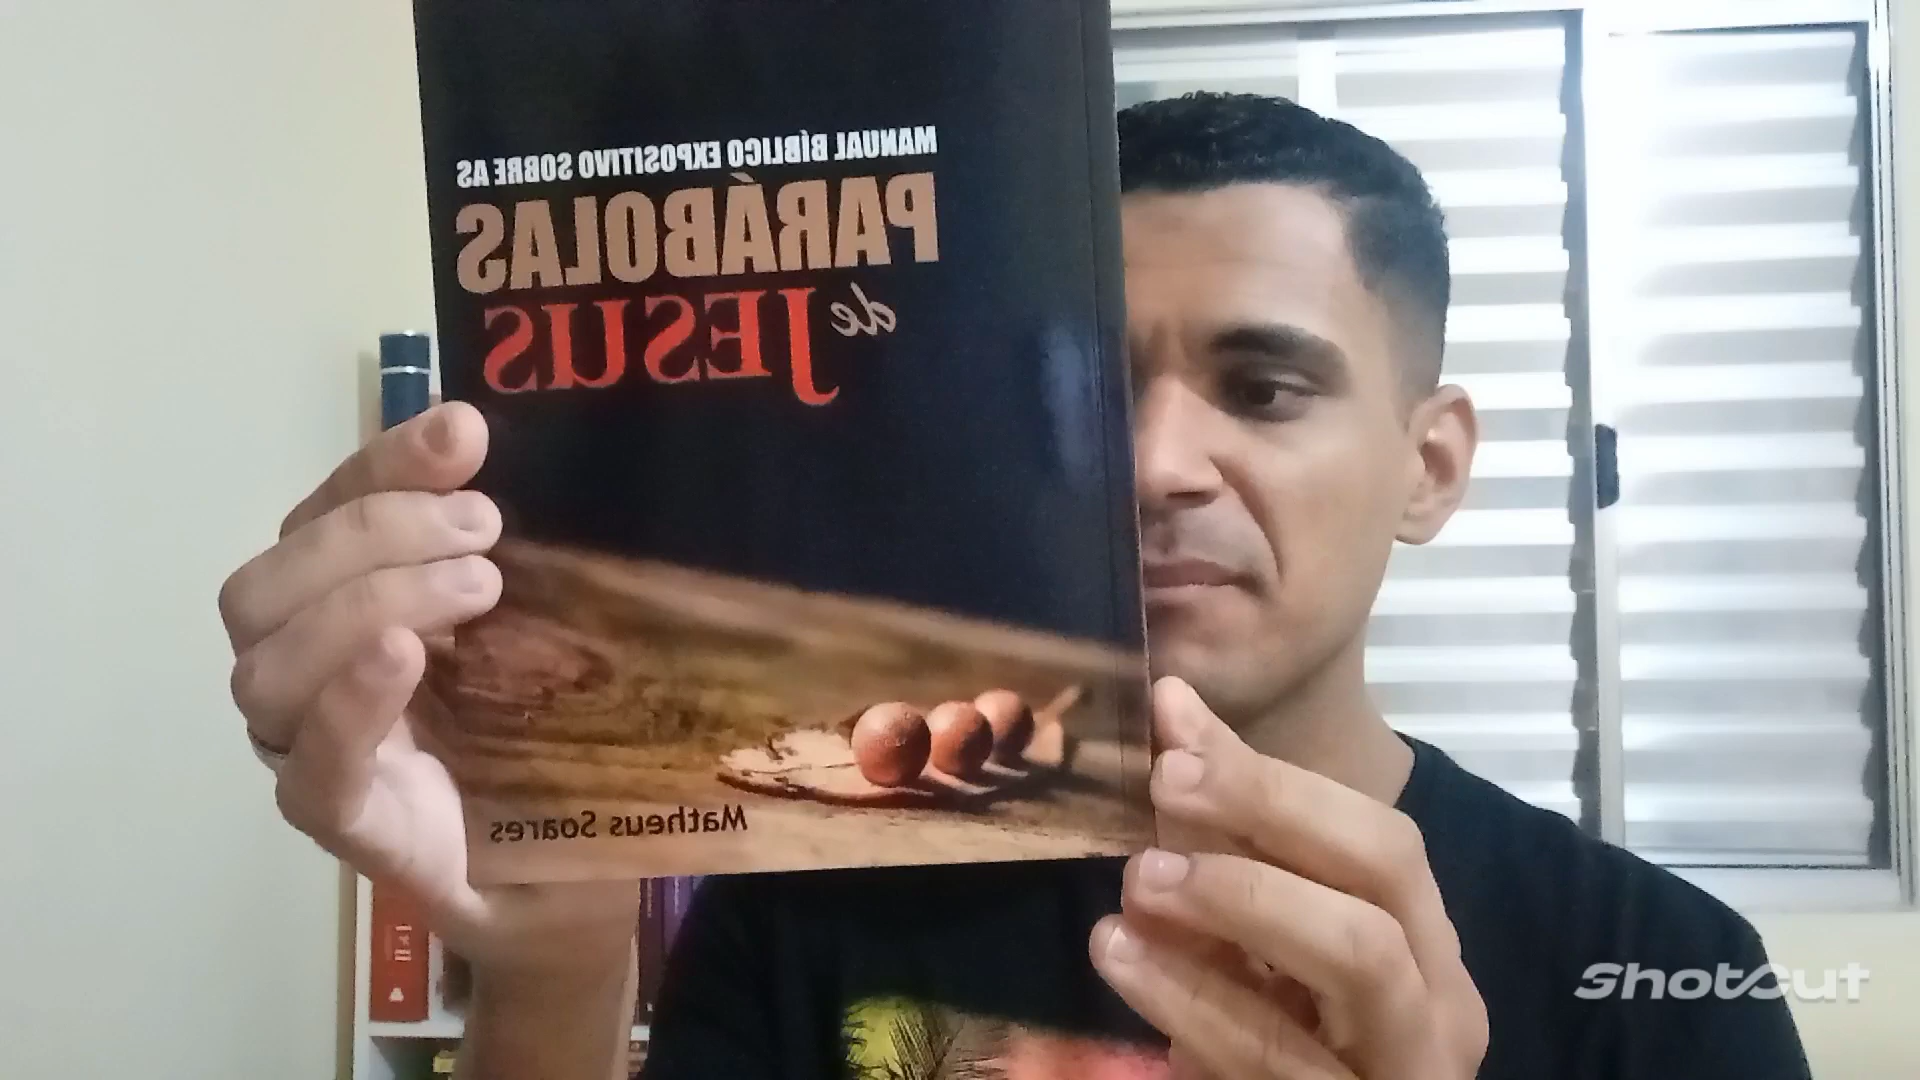 MANUAL BÍBLICO EXPOSITIVO SOBRE AS
PARÁBOLAS
de JESUS
Matheus Soares
ShotCut